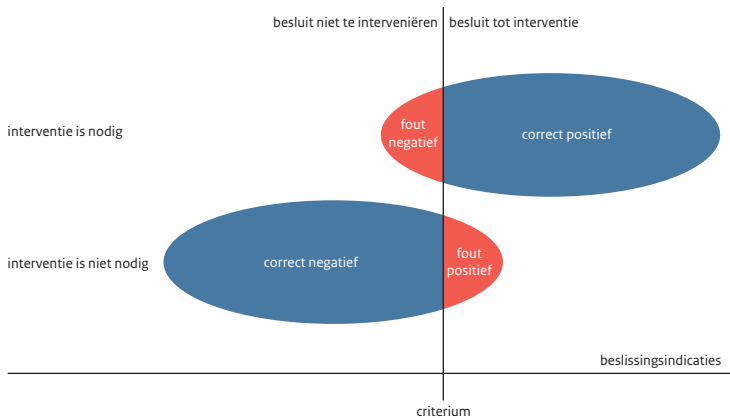 besluit niet te interveniëren
besluit tot interventie
interventie is nodig
fout
negatief
correct positief
interventie is niet nodig
correct negatief
fout
positief
beslissingsindicaties
criterium